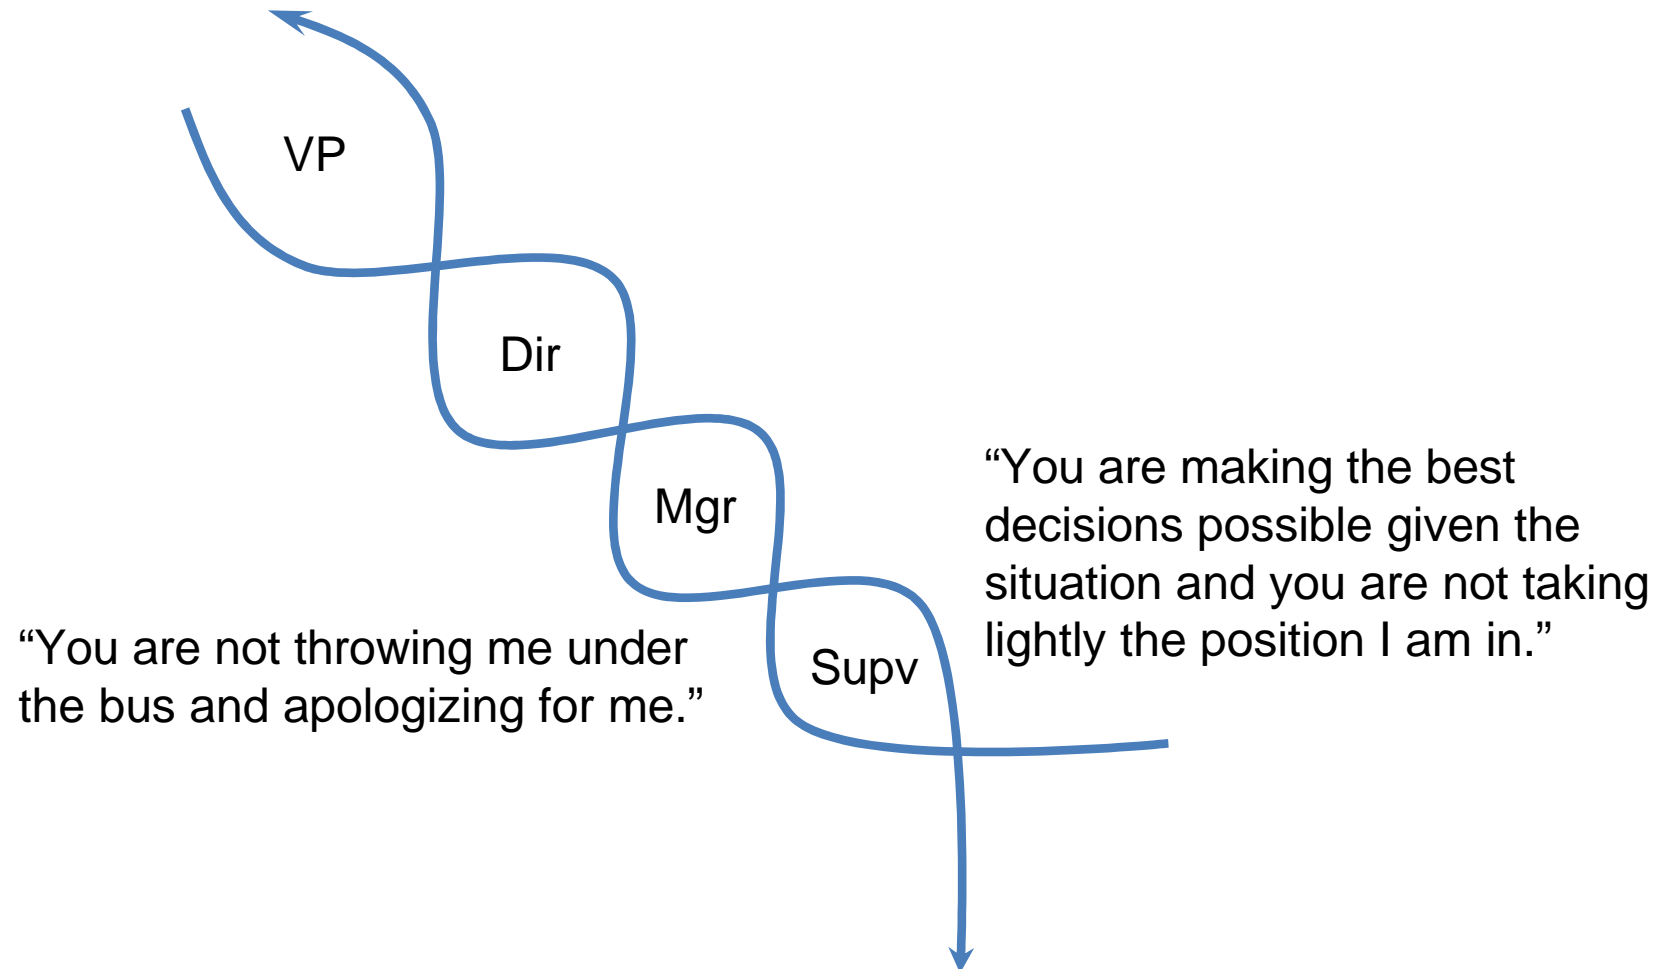 VP
Dir
Mgr
“You are making the best
decisions possible given the
situation and you are not taking
lightly the position I am in.”
“You are not throwing me under
the bus and apologizing for me.”
Supv